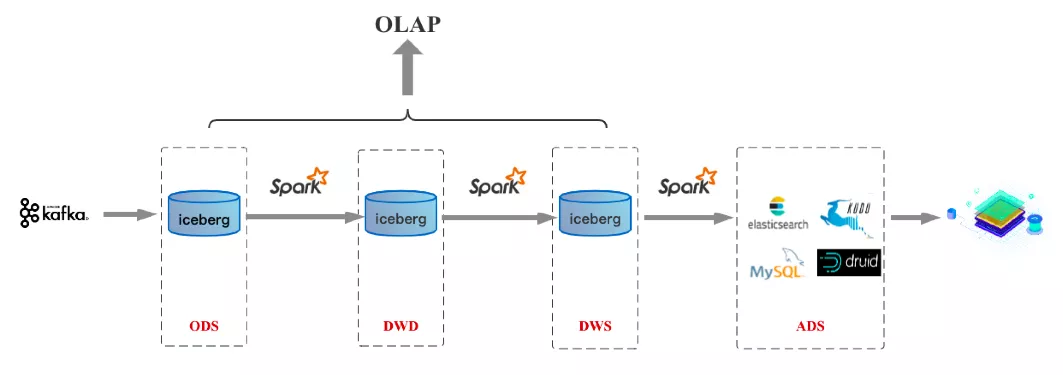 OLAP
Spark
Spark
Spark
kafka
iceberg
iceberg
iceberg
elasticsearch
KUDU
MySQL
druid
ODS
DWD
DWS
ADS